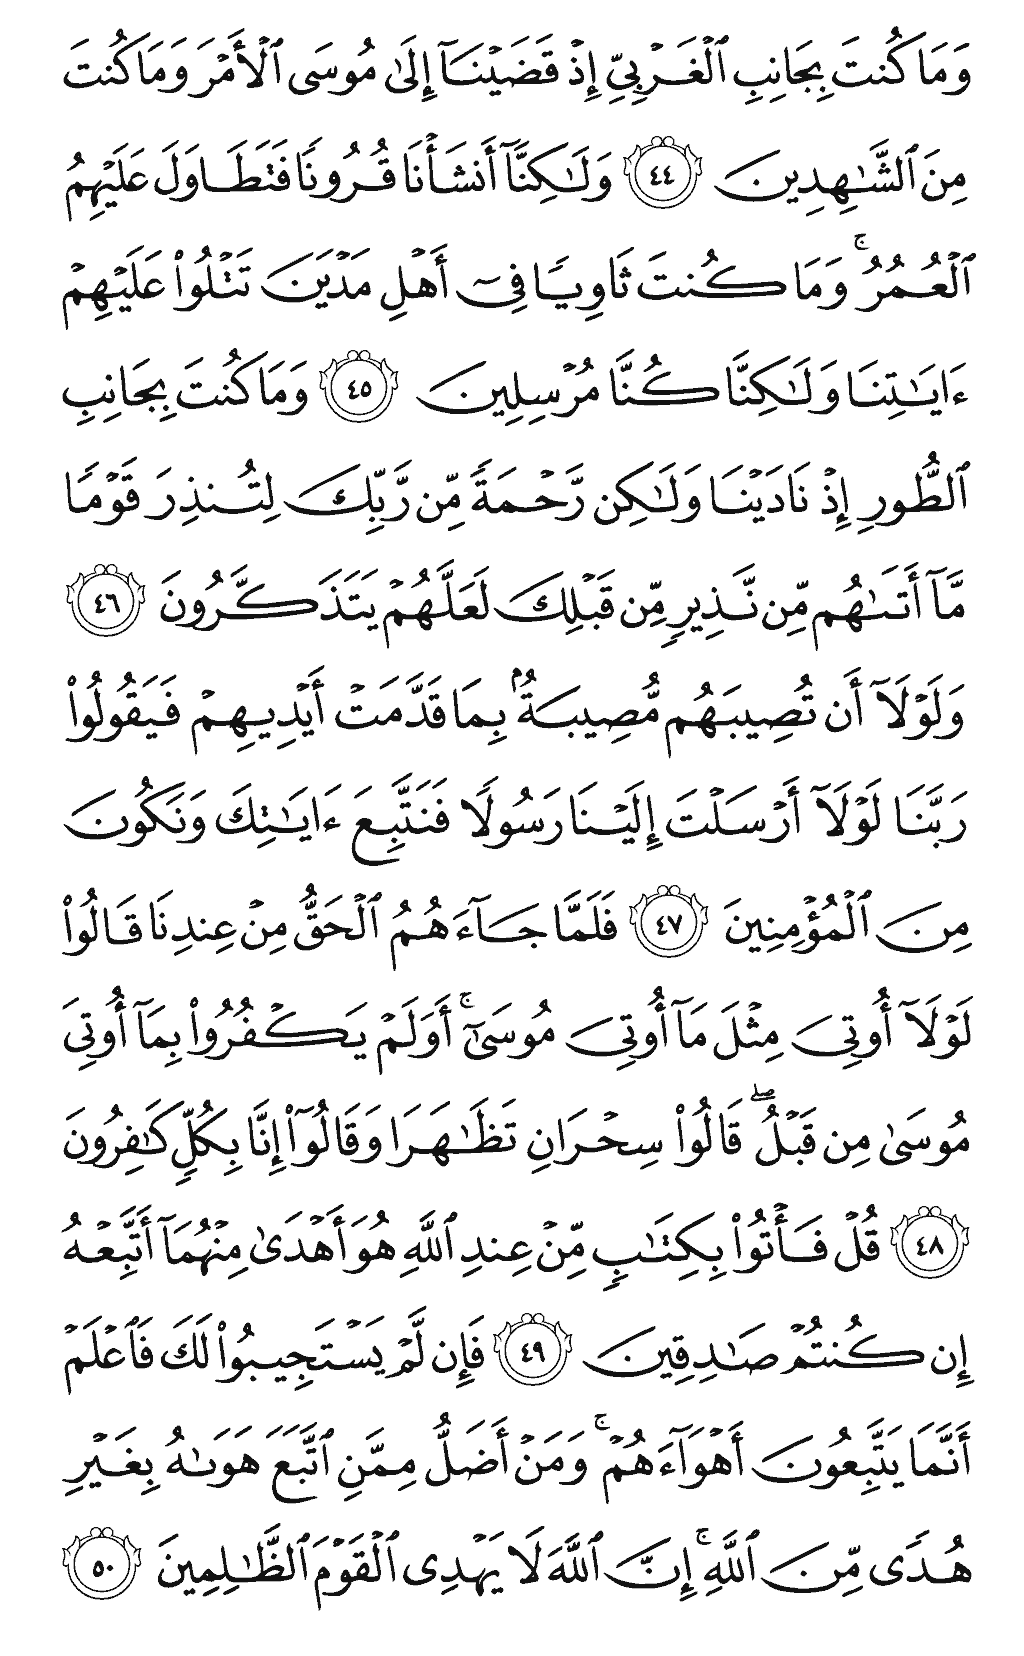 وَمَا كُنتَ بِجَانِبِ ٱلْغَرْبِىِّ إِذْ قَضَيْنَآ إِلَىٰ مُوسَى ٱلْأَمْرَ وَمَا كُنتَ
مِنَ ٱلشَّٰهِدِينَ ٤٤ وَلَٰكِنَّآ أَنشَأْنَا قُرُونًا فَتَطَاوَلَ عَلَيْهِمُ
ٱلْعُمُرُ ۚ وَمَا كُنتَ ثَاوِيًا فِىٓ أَهْلِ مَدْيَنَ تَتْلُوا۟ عَلَيْهِمْ
ءَايَٰتِنَا وَلَٰكِنَّا كُنَّا مُرْسِلِينَ ٤٥ وَمَا كُنتَ بِجَانِبِ
ٱلطُّورِ إِذْ نَادَيْنَا وَلَٰكِن رَّحْمَةً مِّن رَّبِّكَ لِتُنذِرَ قَوْمًا
مَّآ أَتَىٰهُم مِّن نَّذِيرٍ مِّن قَبْلِكَ لَعَلَّهُمْ يَتَذَكَّرُونَ ٤٦
وَلَوْلَآ أَن تُصِيبَهُم مُّصِيبَةٌۢ بِمَا قَدَّمَتْ أَيْدِيهِمْ فَيَقُولُوا۟
رَبَّنَا لَوْلَآ أَرْسَلْتَ إِلَيْنَا رَسُولًا فَنَتَّبِعَ ءَايَٰتِكَ وَنَكُونَ
مِنَ ٱلْمُؤْمِنِينَ ٤٧ فَلَمَّا جَآءَهُمُ ٱلْحَقُّ مِنْ عِندِنَا قَالُوا۟
لَوْلَآ أُوتِىَ مِثْلَ مَآ أُوتِىَ مُوسَىٰٓ ۚ أَوَلَمْ يَكْفُرُوا۟ بِمَآ أُوتِىَ
مُوسَىٰ مِن قَبْلُ ۖ قَالُوا۟ سِحْرَانِ تَظَٰهَرَا وَقَالُوٓا۟ إِنَّا بِكُلٍّ كَٰفِرُونَ
٤٨ قُلْ فَأْتُوا۟ بِكِتَٰبٍ مِّنْ عِندِ ٱللَّهِ هُوَ أَهْدَىٰ مِنْهُمَآ أَتَّبِعْهُ
إِن كُنتُمْ صَٰدِقِينَ ٤٩ فَإِن لَّمْ يَسْتَجِيبُوا۟ لَكَ فَٱعْلَمْ
أَنَّمَا يَتَّبِعُونَ أَهْوَآءَهُمْ ۚ وَمَنْ أَضَلُّ مِمَّنِ ٱتَّبَعَ هَوَىٰهُ بِغَيْرِ
هُدًى مِّنَ ٱللَّهِ ۚ إِنَّ ٱللَّهَ لَا يَهْدِى ٱلْقَوْمَ ٱلظَّٰلِمِينَ ٥٠